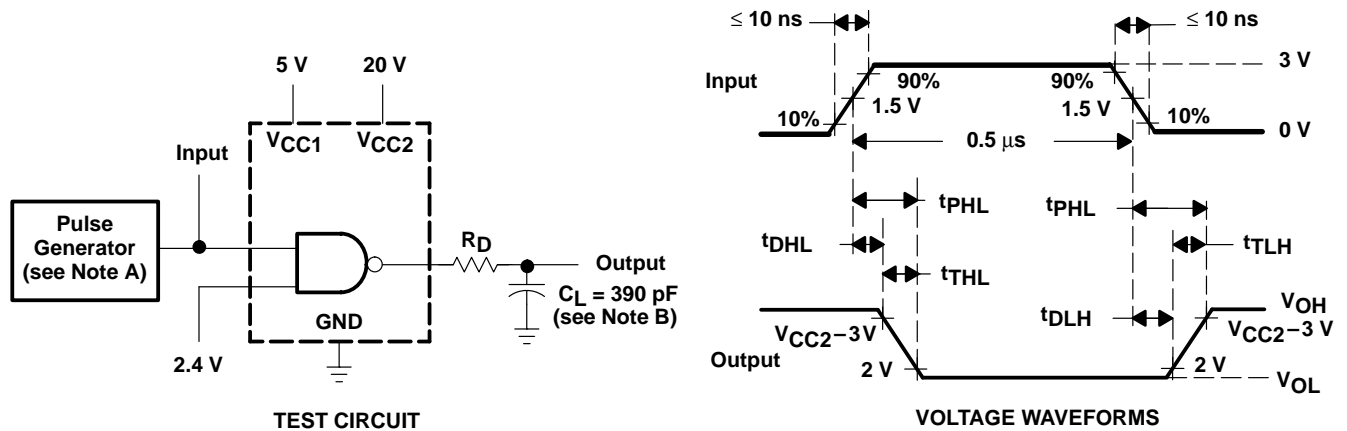 5 V
20 V
VCC1
VCC2
Input
Pulse
Generator
(see Note A)
2.4 V
GND
RD
Output
CL = 390 pF
(see Note B)
TEST CIRCUIT
≤ 10 ns
≤ 10 ns
Input
3 V
90%
90%
1.5 V
1.5 V
10%
10%
0 V
0.5 μs
tPHL
tPHL
tDHL
tTLH
tTHL
tDLH
VOH
VCC2−3 V
VCC2−3 V
Output
2 V
2 V
VOL
VOLTAGE WAVEFORMS